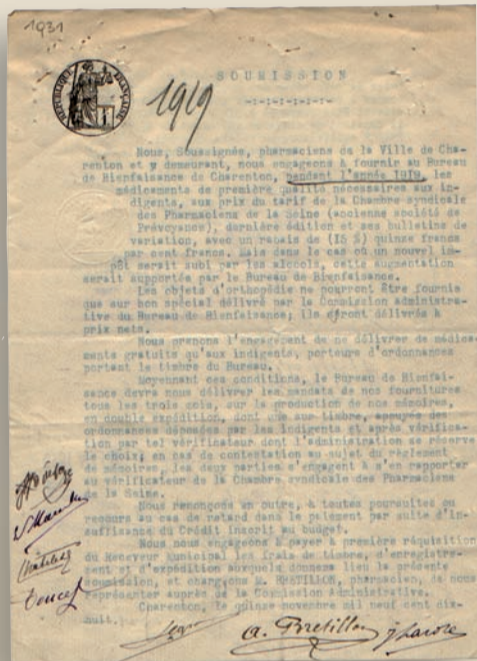 1931
RÉPUBLIQUE FRANÇAISE
1919
SOUMISSION
-:-:-:-:-:-
Nous, Soussignés, pharmaciens de la Ville de Cha-
renton et y demeurant, nous engageons à fournir au Bureau
de Bienfaisance de Charenton, pendant l'année 1919, les
médicaments de première qualité nécessaires aux in-
digents, aux prix du tarif de la Chambre syndicale
des Pharmaciens de la Seine (ancienne société de
Prévoyance), dernière édition et ses bulletins de
variation, avec un rabais de (15 %) quinze francs
par cent francs. Mais dans le cas où un nouvel im-
pôt serait subi par les alcools, cette augmentation
serait supportée par le Bureau de Bienfaisance.
Les objets d'orthopédie ne pourront être fournis
que sur bon spécial délivré par la Commission administra-
tive du Bureau de Bienfaisance; ils seront délivrés à
prix nets.
Nous prenons l'engagement de ne délivrer de médica-
ments gratuits qu'aux indigents, porteurs d'ordonnances
portant le timbre du Bureau.
Moyennant ces conditions, le Bureau de Bienfai-
sance devra nous délivrer les mandats de nos fournitures
tous les trois mois, sur la production de nos mémoires,
en double expédition, dont une sur timbre, appuyés des
ordonnances déposées par les indigents et après vérifica-
tion par tel vérificateur dont l'administration se réserve
le choix; en cas de contestation au sujet du règlement
de mémoires, les deux parties s'engagent à s'en rapporter
au vérificateur de la Chambre syndicale des Pharmaciens
de la Seine.
Nous renonçons en outre, à toutes poursuites ou
recours au cas de retard dans le paiement par suite d'in-
suffisance du Crédit inscrit au budget.
Nous nous engageons à payer à première réquisition
du Receveur municipal les frais de timbre, d'enregistre-
ment et d'expédition auxquels donnera lieu la présente
soumission, et chargeons M. BRETILLON, pharmacien, de nous
représenter auprès de la Commission Administrative.
Charenton, le quinze novembre mil neuf cent dix-
huit.
A. Bretillon